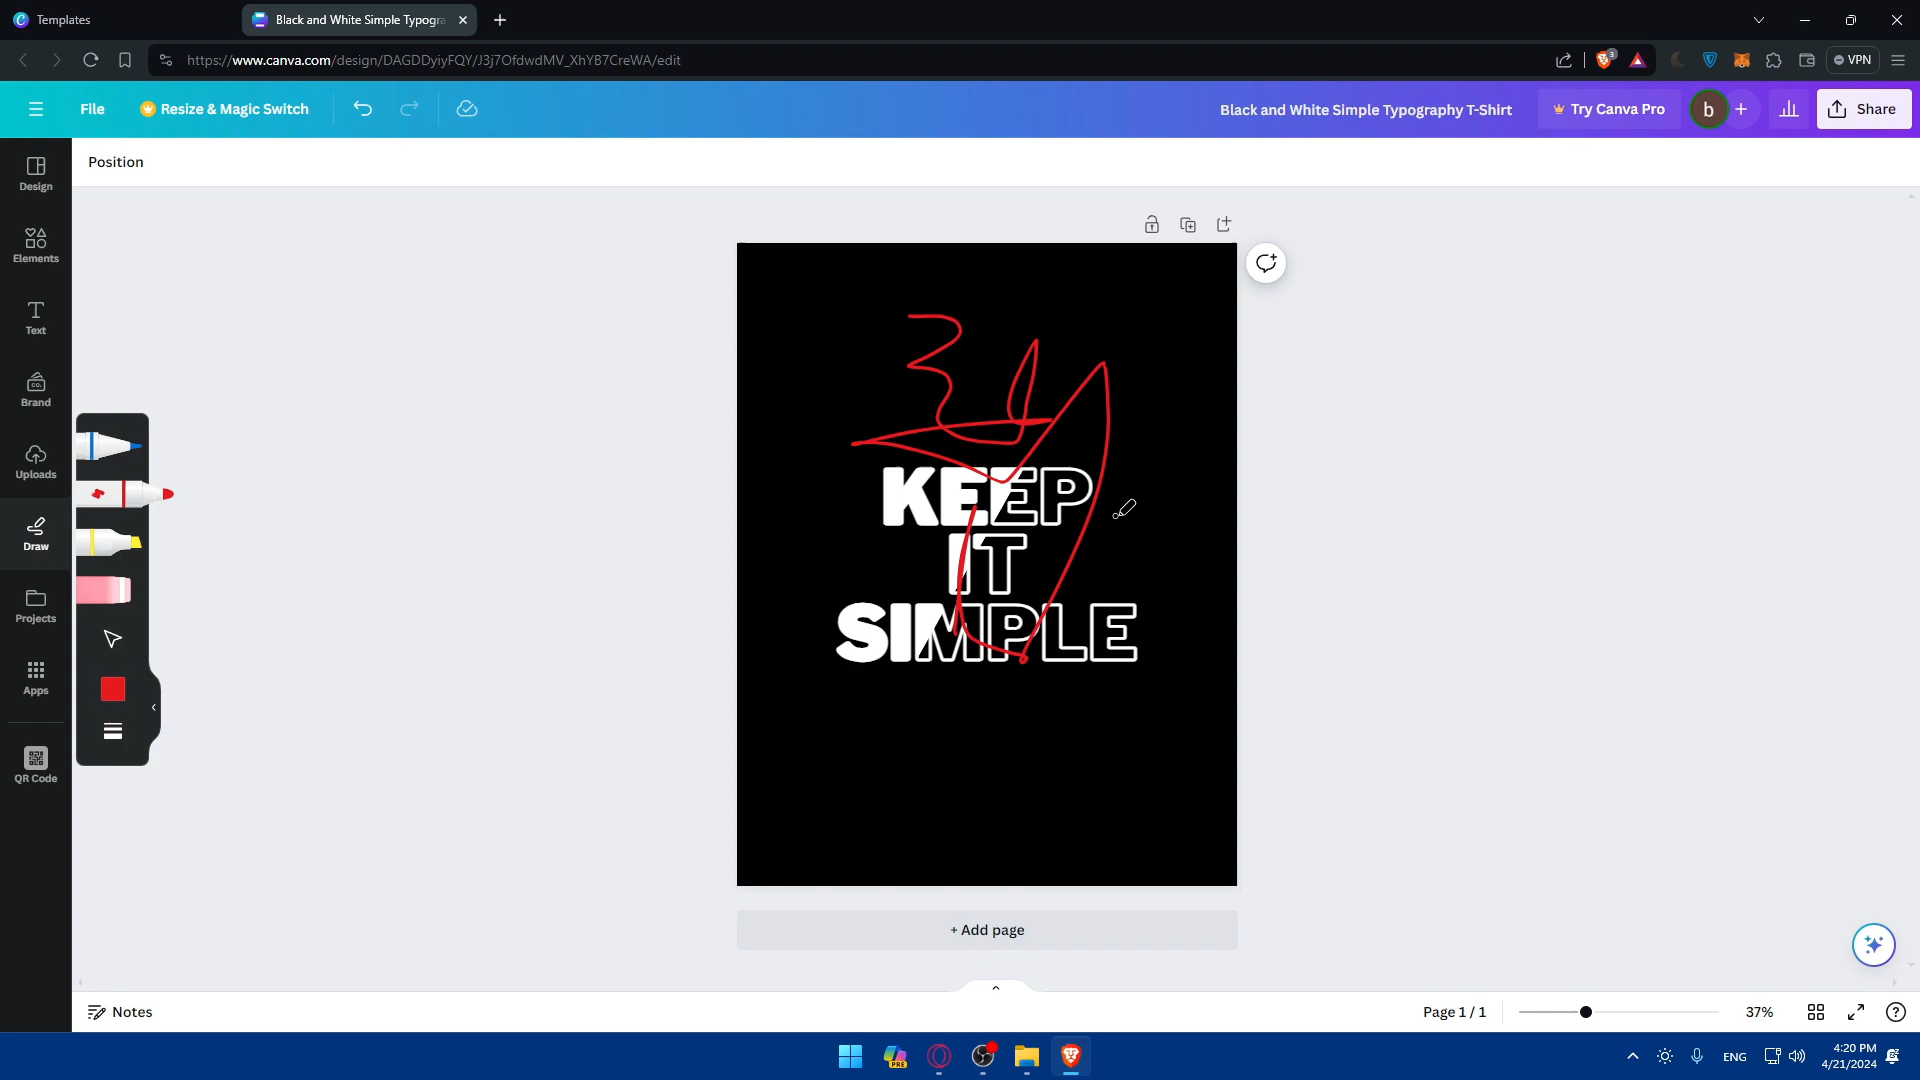 Templates
Black and White Simple Typogra
https://www.canva.com/design/DAGDDyiyFQY/J3j7OfdwdMV_XhYB7CreWA/edit
3
VPN
File
Resize & Magic Switch
Black and White Simple Typography T-Shirt
Try Canva Pro
b
Share
Position
Design
Elements
Text
Brand
Uploads
Draw
Projects
Apps
QR Code
KEEP
IT
SIMPLE
+ Add page
Notes
Page 1 / 1
37%
PRE
ENG
4:20 PM
4/21/2024